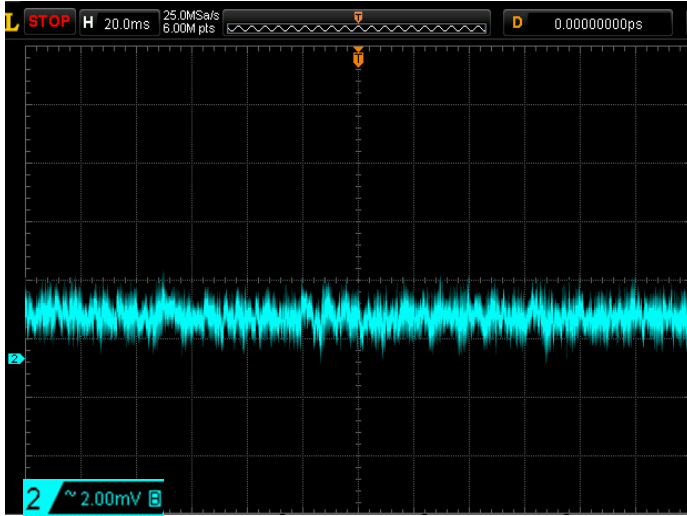 L STOP H 20.0ms 25.0MSa/s T D 0.00000000ps
6.00M pts
T
2
2 ~ 2.00mV B